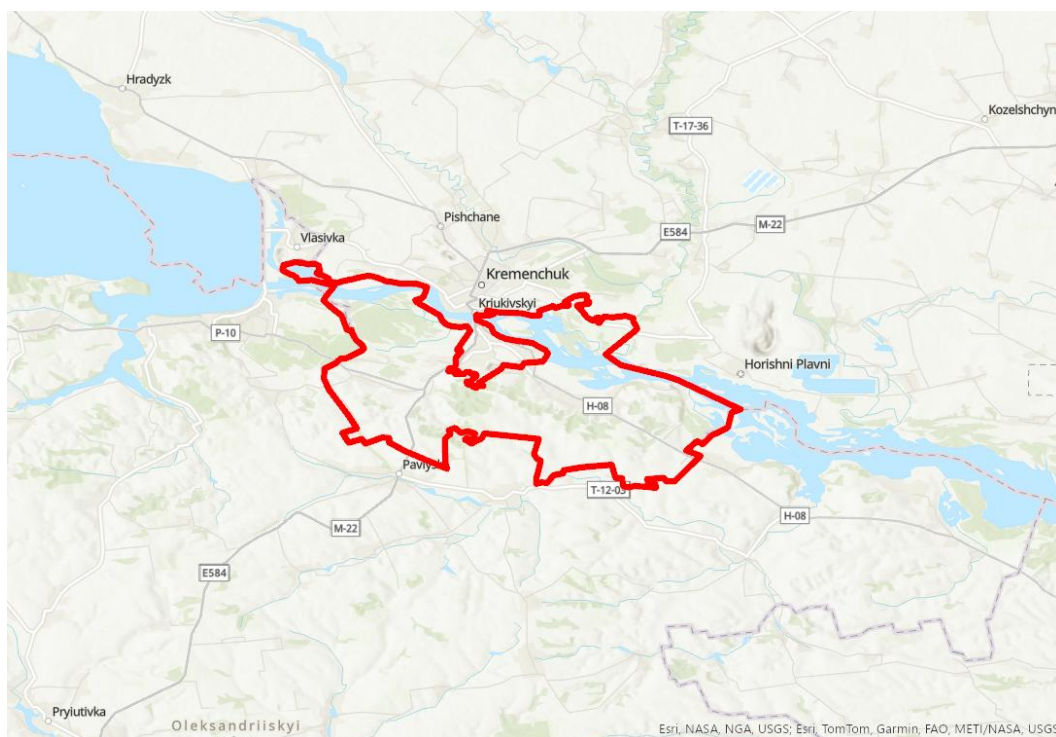 Hradyzk
Kozelshchyn
T-17-36
M-22
E584
Pishchane
Vlasivka
Kremenchuk
Kriukivskyi
P-10
Horishni Plavni
H-08
T-12-03
H-08
M-22
E584
Pryiutivka
Oleksandriiskyi
Esri, NASA, NGA, USGS; Esri, TomTom, Garmin, FAO, METI/NASA, USGS